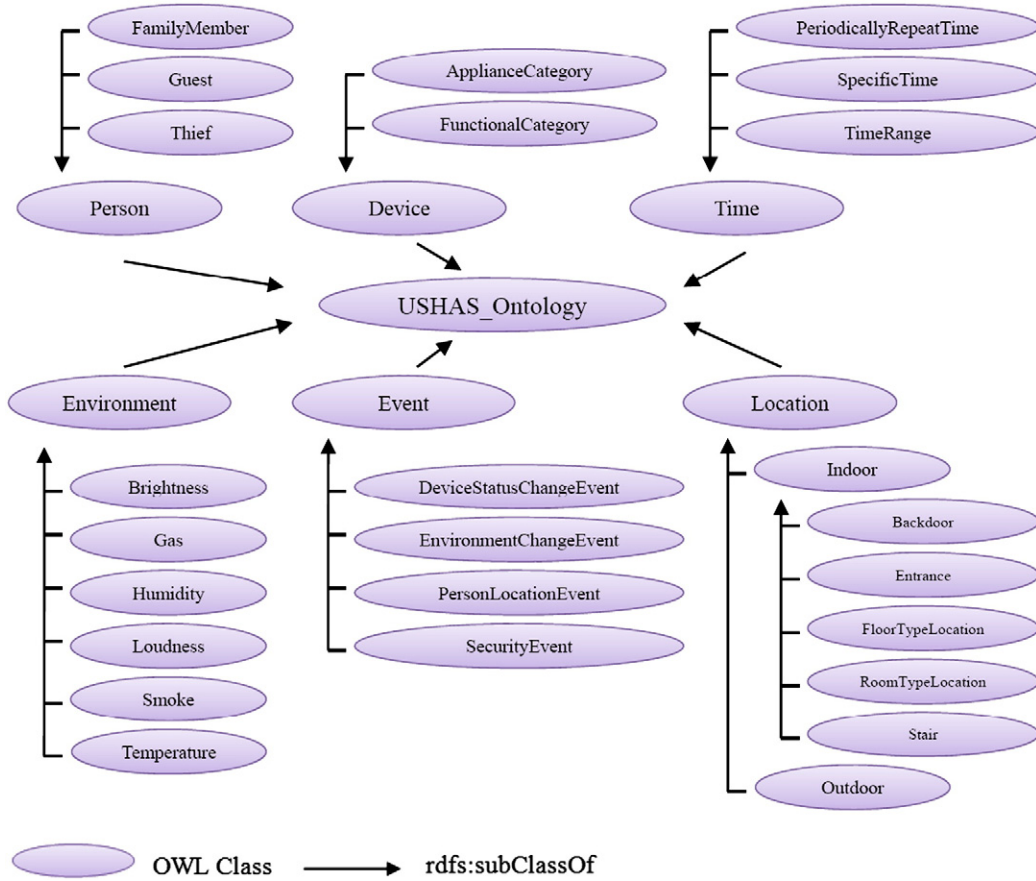 FamilyMember
Guest
Thief
Person
ApplianceCategory
FunctionalCategory
Device
PeriodicallyRepeatTime
SpecificTime
TimeRange
Time
USHAS_Ontology
Environment
Brightness
Gas
Humidity
Loudness
Smoke
Temperature
Event
DeviceStatusChangeEvent
EnvironmentChangeEvent
PersonLocationEvent
SecurityEvent
Location
Indoor
Backdoor
Entrance
FloorTypeLocation
RoomTypeLocation
Stair
Outdoor
OWL Class
rdfs:subClassOf